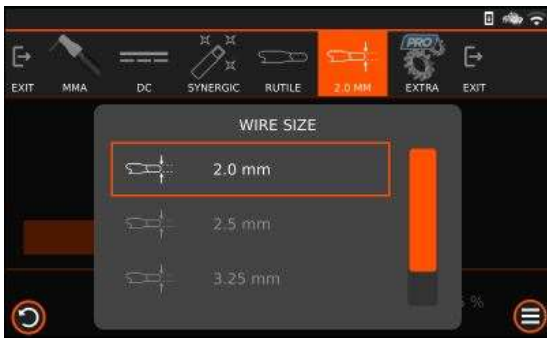 PRO
EXIT MMA DC SYNERGIC RUTILE 2.0 MM EXTRA EXIT
WIRE SIZE
2.0 mm
2.5 mm
3.25 mm
%